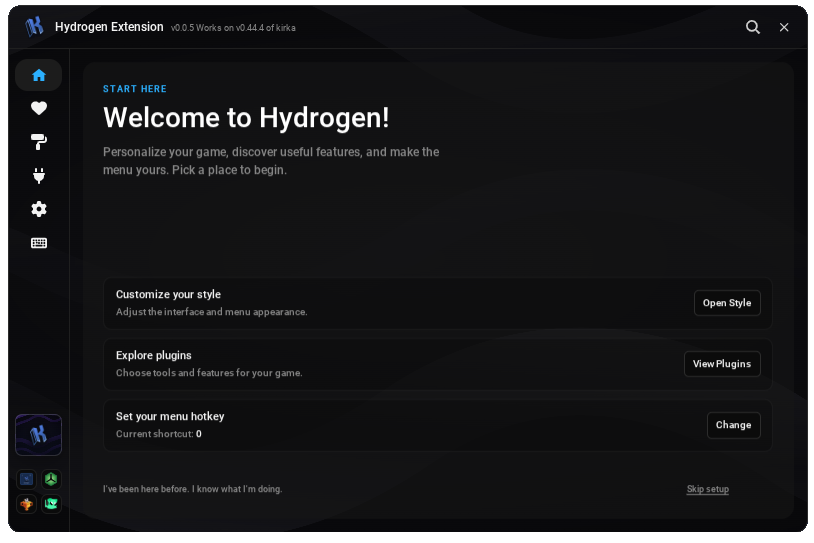 Hydrogen Extension v0.0.5 Works on v0.44.4 of kirka
START HERE
Welcome to Hydrogen!
Personalize your game, discover useful features, and make the
menu yours. Pick a place to begin.
Customize your style
Adjust the interface and menu appearance.
Open Style
Explore plugins
Choose tools and features for your game.
View Plugins
Set your menu hotkey
Current shortcut: 0
Change
I've been here before. I know what I'm doing.
Skip setup